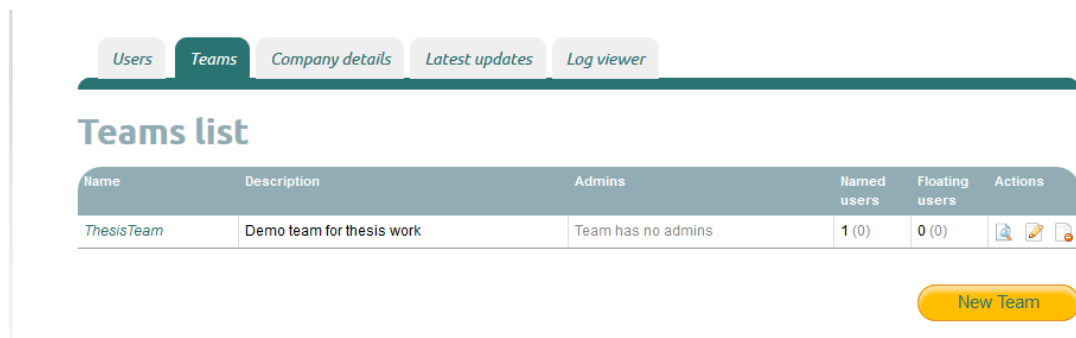 Users Teams Company details Latest updates Log viewer
Teams list
Name Description Admins Named users Floating users Actions
ThesisTeam Demo team for thesis work Team has no admins 1 (0) 0 (0)
New Team